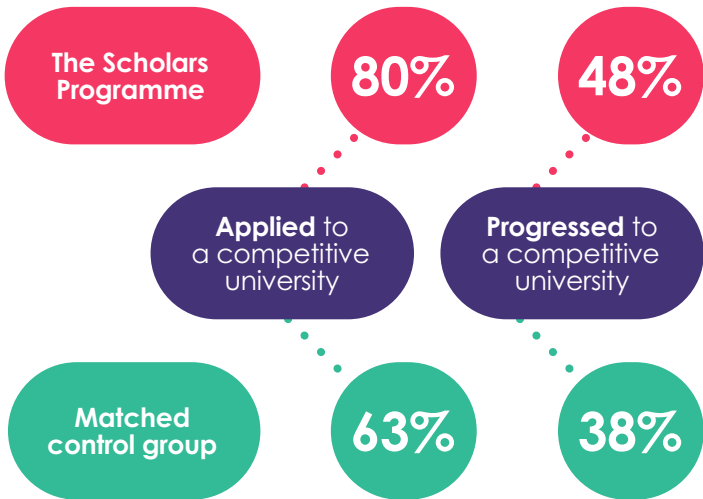 The Scholars
Programme
80%
48%
Applied to
a competitive
university
Progressed to
a competitive
university
Matched
control group
63%
38%